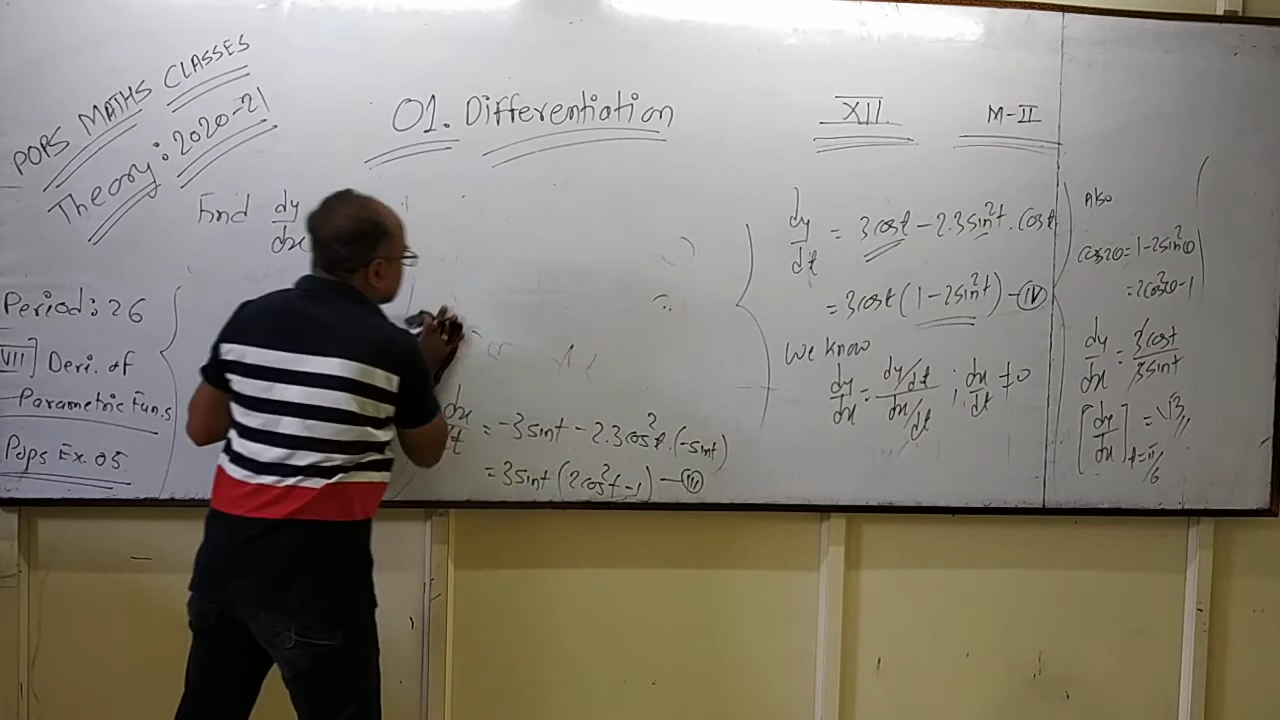 POPS MATHS CLASSES
Theory: 2020-21
01. Differentiation
XII
M-II
Find dy/dx
Period: 26
VII] Deri. of
Parametric Fun.s
Pops Ex. 05
dx/dt = -3sint - 2.3cos²t.(-sint)
= 3sint(2cos²t-1) —(III)
dy/dt = 3cost - 2.3sin²t.cost
= 3cost(1-2sin²t) —(IV)
We know
dy/dx = (dy/dt)/(dx/dt) ; dx/dt ≠ 0
Also
cos2θ = 1-2sin²θ
= 2cos²θ-1
dy/dx = 3cost/3sint
[dy/dx] t=π/6 = √3